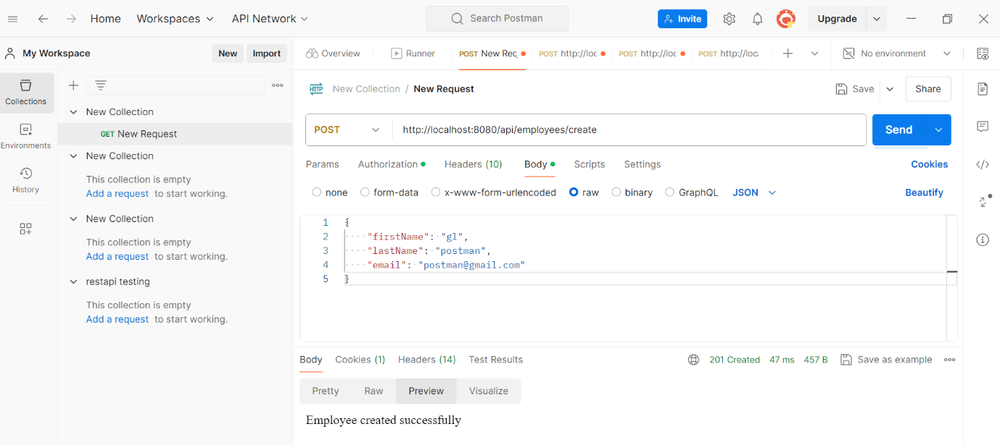 Home Workspaces API Network Search Postman Invite Upgrade
My Workspace New Import
Overview Runner POST New Rec POST http://loc POST http://loc POST http://loca No environment
Collections
Environments
History
New Collection
GET New Request
New Collection
This collection is empty
Add a request to start working.
New Collection
This collection is empty
Add a request to start working.
restapi testing
This collection is empty
Add a request to start working.
HTTP New Collection / New Request Save Share
POST http://localhost:8080/api/employees/create Send
Params Authorization Headers (10) Body Scripts Settings Cookies
none form-data x-www-form-urlencoded raw binary GraphQL JSON Beautify
1 {
2 "firstName": "gl",
3 "lastName": "postman",
4 "email": "postman@gmail.com"
5 }
Body Cookies (1) Headers (14) Test Results 201 Created 47 ms 457 B Save as example
Pretty Raw Preview Visualize
Employee created successfully